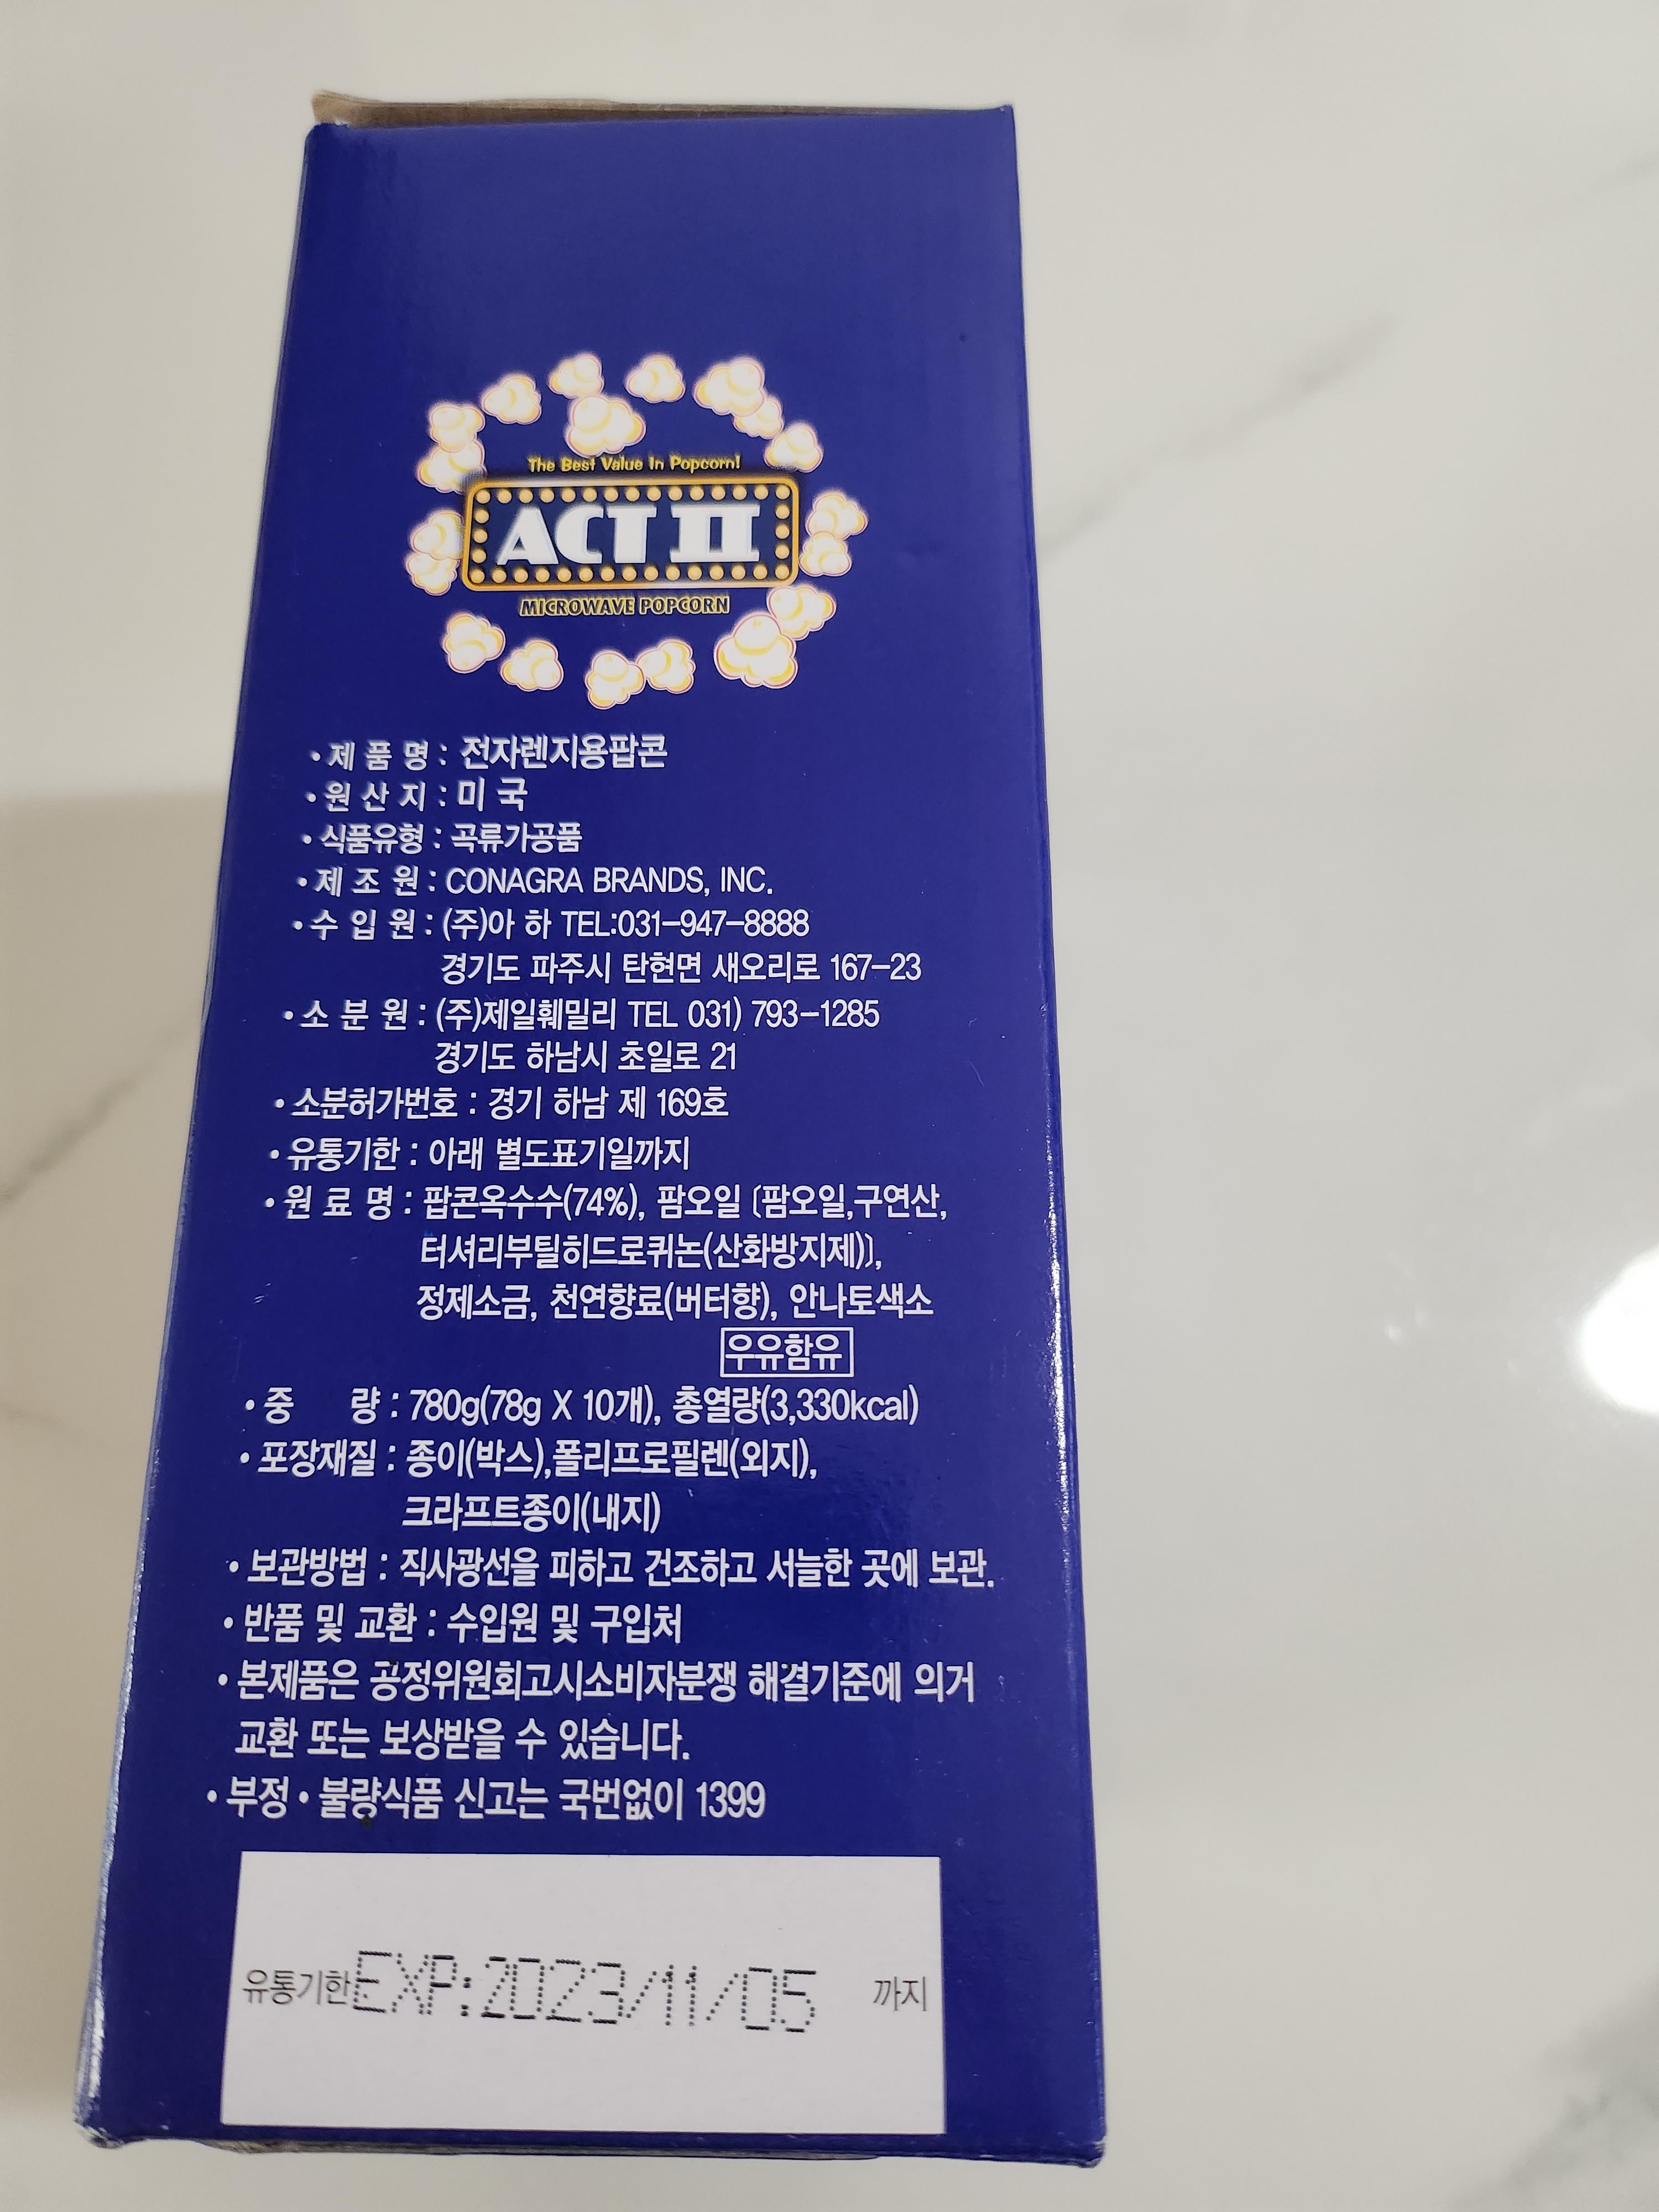 The Best Value In Popcorn!
ACT II
MICROWAVE POPCORN
• 제 품 명 : 전자렌지용팝콘
• 원 산 지 : 미 국
• 식품유형 : 곡류가공품
• 제 조 원 : CONAGRA BRANDS, INC.
• 수 입 원 : (주)아 하 TEL:031-947-8888
경기도 파주시 탄현면 새오리로 167-23
• 소 분 원 : (주)제일훼밀리 TEL 031) 793-1285
경기도 하남시 초일로 21
• 소분허가번호 : 경기 하남 제 169호
• 유통기한 : 아래 별도표기일까지
• 원 료 명 : 팝콘옥수수(74%), 팜오일 〔팜오일,구연산,
터셔리부틸히드로퀴논(산화방지제)〕,
정제소금, 천연향료(버터향), 안나토색소
우유함유
• 중 량 : 780g(78g X 10개), 총열량(3,330kcal)
• 포장재질 : 종이(박스),폴리프로필렌(외지),
크라프트종이(내지)
• 보관방법 : 직사광선을 피하고 건조하고 서늘한 곳에 보관.
• 반품 및 교환 : 수입원 및 구입처
• 본제품은 공정위원회고시소비자분쟁 해결기준에 의거
교환 또는 보상받을 수 있습니다.
• 부정 • 불량식품 신고는 국번없이 1399
유통기한 EXP:2023/11/05 까지